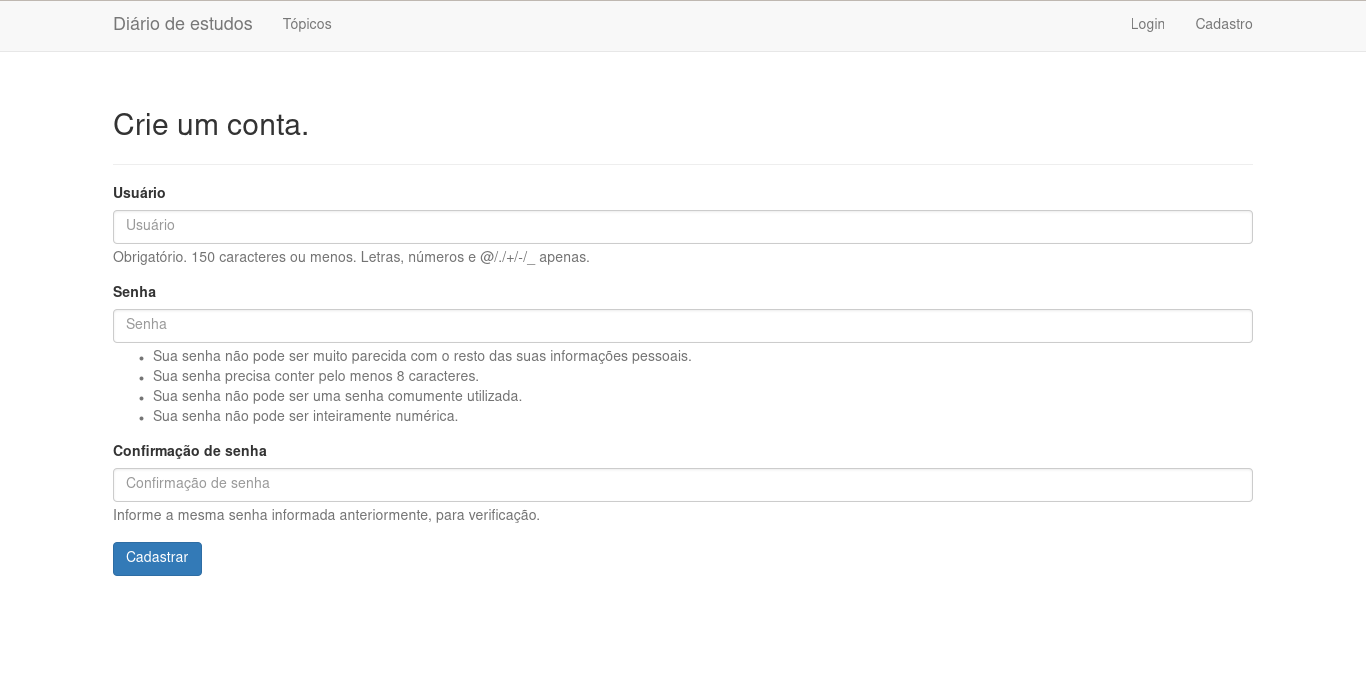 Diário de estudos Tópicos Login Cadastro
Crie um conta.
Usuário
Usuário
Obrigatório. 150 caracteres ou menos. Letras, números e @/./+/-/_ apenas.
Senha
Senha
Sua senha não pode ser muito parecida com o resto das suas informações pessoais.
Sua senha precisa conter pelo menos 8 caracteres.
Sua senha não pode ser uma senha comumente utilizada.
Sua senha não pode ser inteiramente numérica.
Confirmação de senha
Confirmação de senha
Informe a mesma senha informada anteriormente, para verificação.
Cadastrar